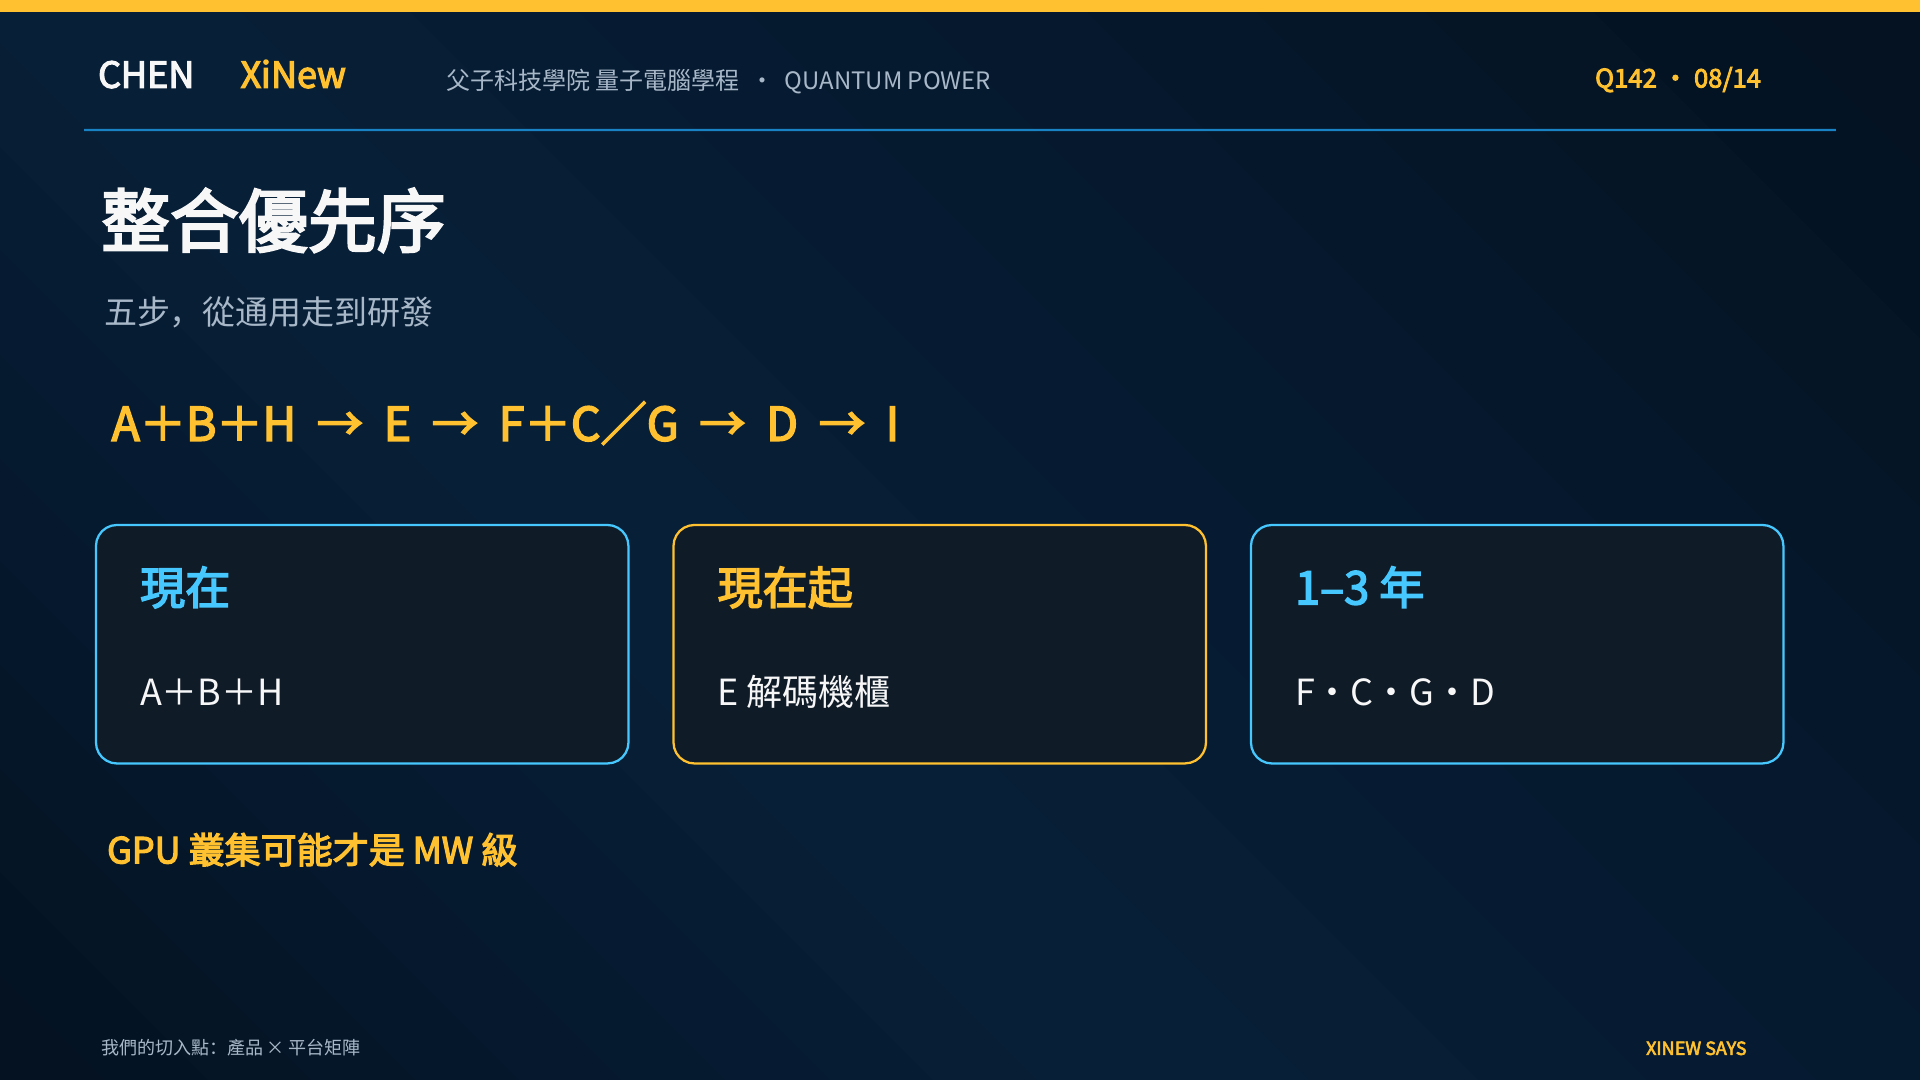 CHEN XiNew 父子科技學院 量子電腦學程 · QUANTUM POWER Q142 · 08/14
整合優先序
五步，從通用走到研發
A＋B＋H → E → F＋C／G → D → I
現在
A＋B＋H
現在起
E 解碼機櫃
1–3 年
F・C・G・D
GPU 叢集可能才是 MW 級
我們的切入點：產品 × 平台矩陣
XINEW SAYS